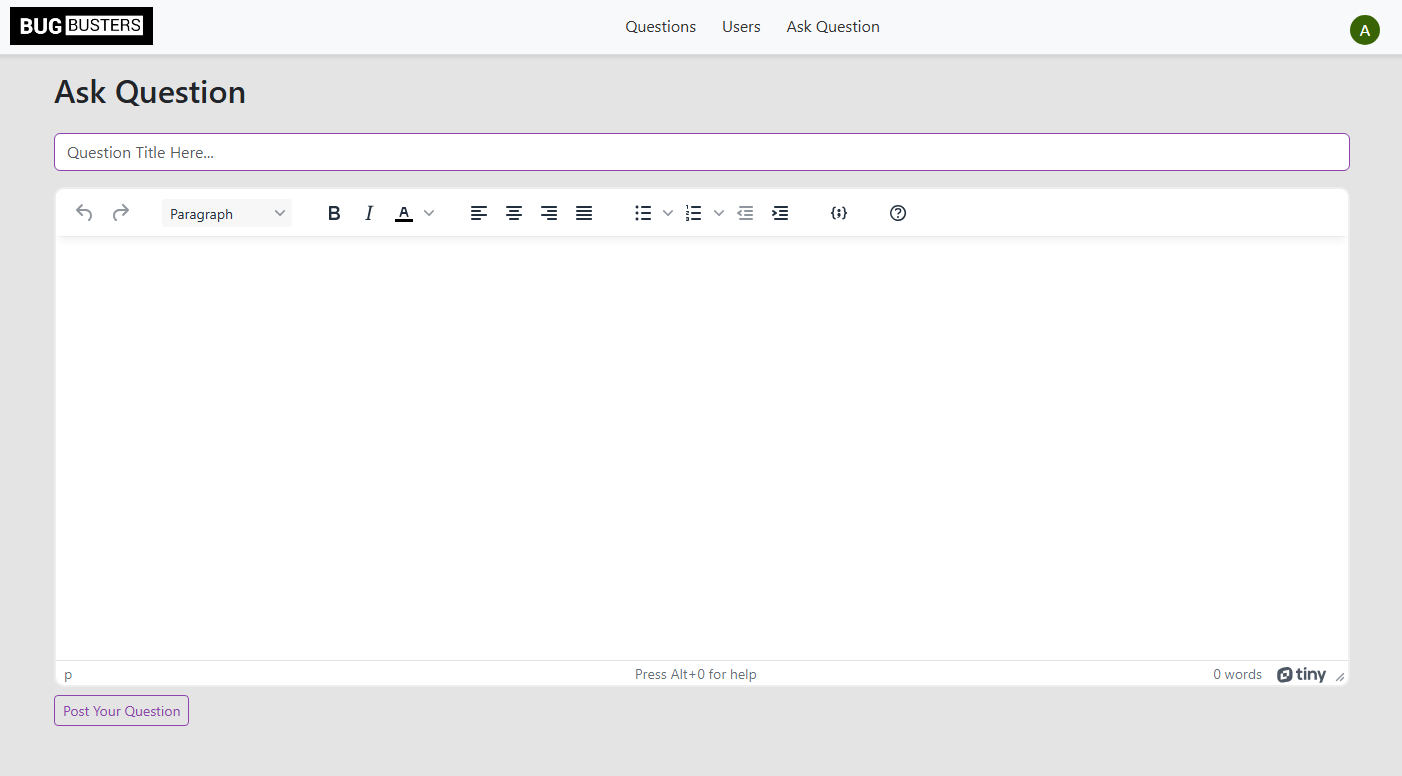 BUG BUSTERS Questions Users Ask Question A
Ask Question
Question Title Here...
Paragraph B I A
p Press Alt+0 for help 0 words tiny
Post Your Question